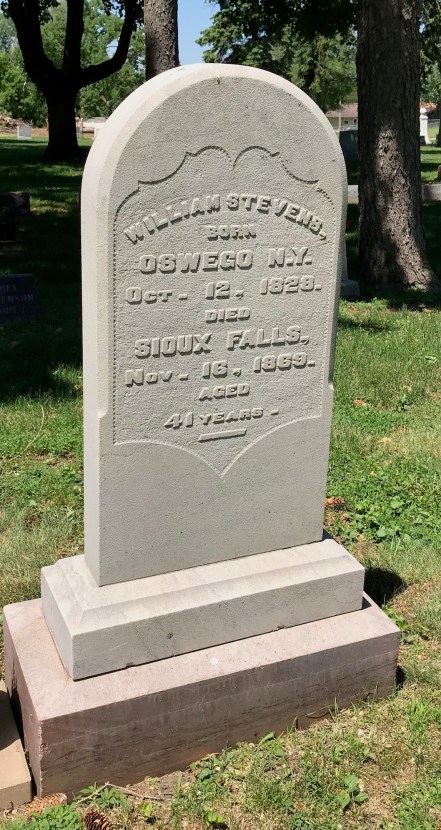 WILLIAM STEVENS.,
BORN
OSWEGO N.Y.
OCT. 12, 1828.
DIED
SIOUX FALLS,
NOV. 16, 1869.
AGED
41 YEARS.